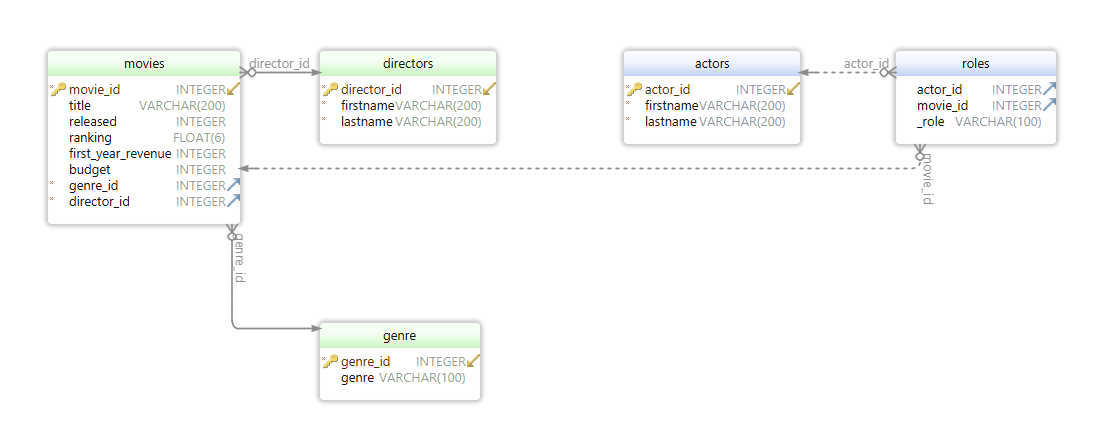 movies
movie_id INTEGER
title VARCHAR(200)
released INTEGER
ranking FLOAT(6)
first_year_revenue INTEGER
budget INTEGER
genre_id INTEGER
director_id INTEGER
director_id
directors
director_id INTEGER
firstname VARCHAR(200)
lastname VARCHAR(200)
actors
actor_id INTEGER
firstname VARCHAR(200)
lastname VARCHAR(200)
actor_id
roles
actor_id INTEGER
movie_id INTEGER
_role VARCHAR(100)
movie_id
genre_id
genre
genre_id INTEGER
genre VARCHAR(100)